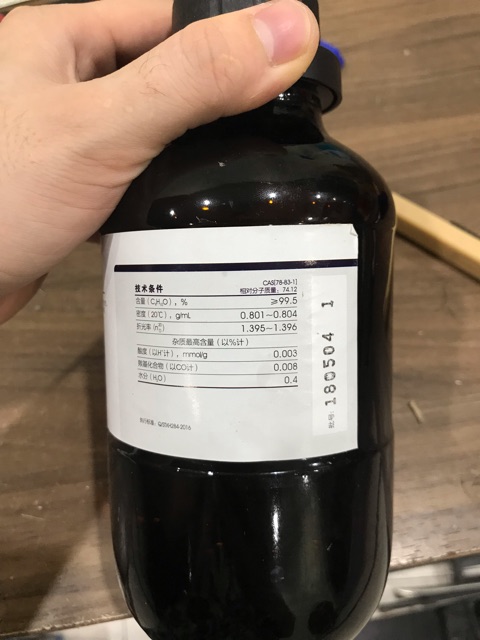 技术条件
CAS[78-83-1]
相对分子质量：74.12
含量（C₄H₁₀O），% ≥99.5
密度（20℃），g/mL 0.801~0.804
折光率（n²⁰D） 1.395~1.396
杂质最高含量（以%计）
酸度（以H⁺计），mmol/g 0.003
羰基化合物（以CO计） 0.008
水分（H₂O） 0.4
批号: 180504 1